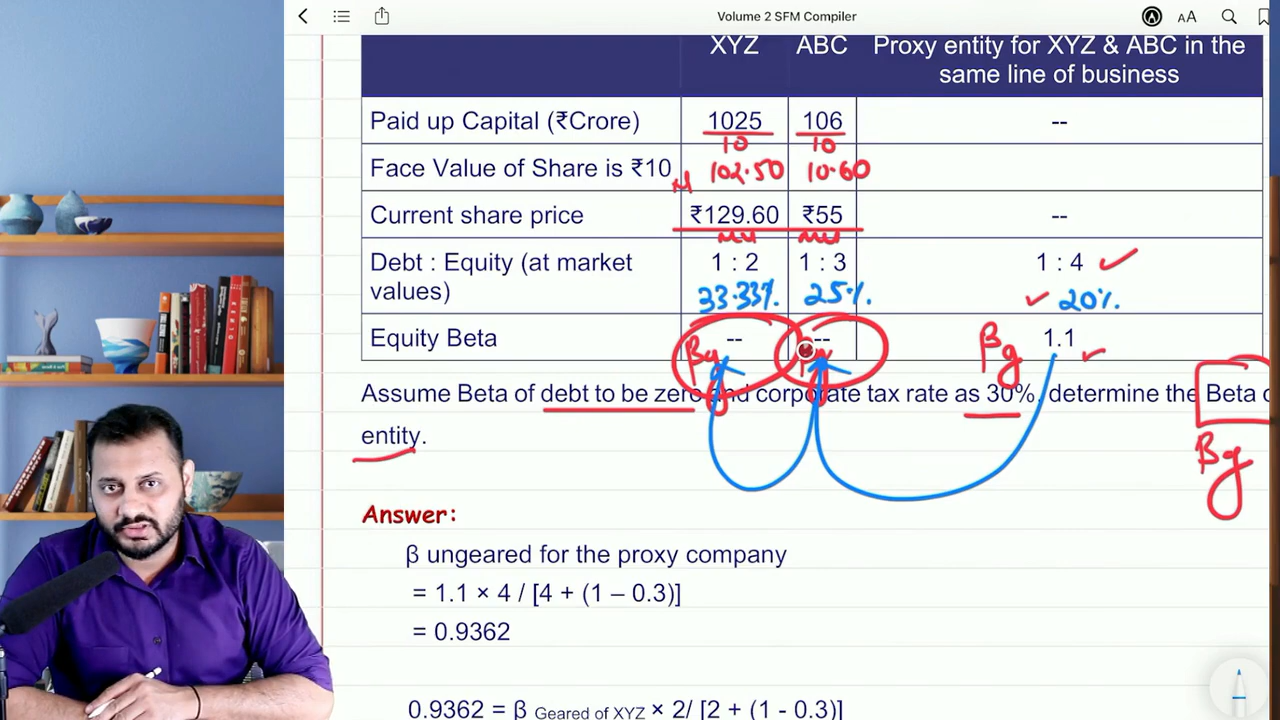 Volume 2 SFM Compiler
AA
XYZ ABC Proxy entity for XYZ & ABC in the
same line of business
Paid up Capital (₹Crore) 1025 106 --
10 10
Face Value of Share is ₹10 102.50 10.60
Current share price ₹129.60 ₹55 --
Debt : Equity (at market 1 : 2 1 : 3 1 : 4
values) 33.33% 25% 20%
Equity Beta -- -- βg 1.1
βg
Assume Beta of debt to be zero and corporate tax rate as 30%, determine the Beta
entity.
βg
Answer:
β ungeared for the proxy company
= 1.1 × 4 / [4 + (1 – 0.3)]
= 0.9362
0.9362 = β Geared of XYZ × 2/ [2 + (1 - 0.3)]